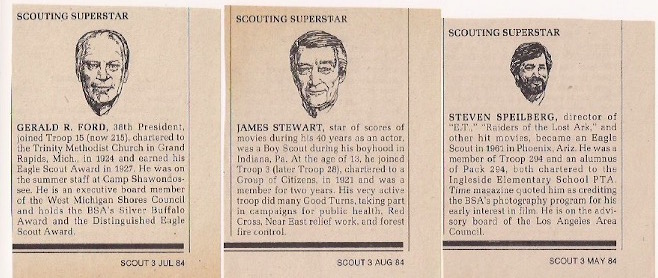 SCOUTING SUPERSTAR
GERALD R. FORD, 38th President,
joined Troop 15 (now 215), chartered to
the Trinity Methodist Church in Grand
Rapids, Mich., in 1924 and earned his
Eagle Scout Award in 1927. He was on
the summer staff at Camp Shawondos-
see. He is an executive board member
of the West Michigan Shores Council
and holds the BSA's Silver Buffalo
Award and the Distinguished Eagle
Scout Award.
SCOUT 3 JUL 84
SCOUTING SUPERSTAR
JAMES STEWART, star of scores of
movies during his 40 years as an actor,
was a Boy Scout during his boyhood in
Indiana, Pa. At the age of 13, he joined
Troop 3 (later Troop 28), chartered to a
Group of Citizens, in 1921 and was a
member for two years. His very active
troop did many Good Turns, taking part
in campaigns for public health, Red
Cross, Near East relief work, and forest
fire control.
SCOUT 3 AUG 84
SCOUTING SUPERSTAR
STEVEN SPEILBERG, director of
"E.T.," "Raiders of the Lost Ark," and
other hit movies, became an Eagle
Scout in 1961 in Phoenix, Ariz. He was a
member of Troop 294 and an alumnus
of Pack 294, both chartered to the
Ingleside Elementary School PTA.
Time magazine quoted him as crediting
the BSA's photography program for his
early interest in film. He is on the advi-
sory board of the Los Angeles Area
Council.
SCOUT 3 MAY 84